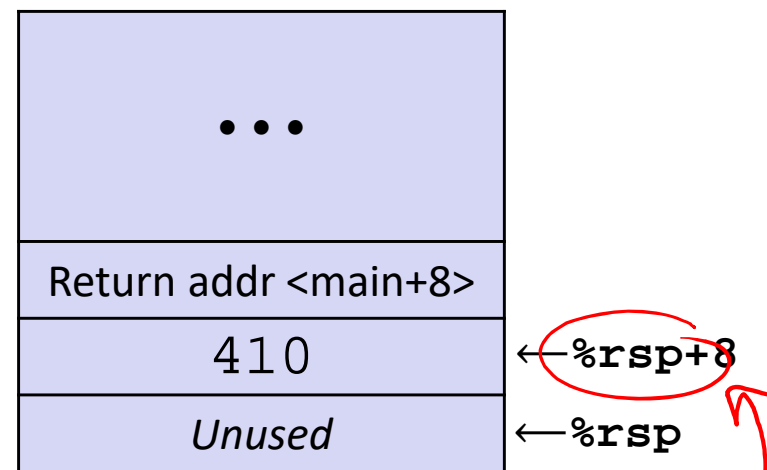 •••
Return addr <main+8>
410 ←%rsp+8
Unused ←%rsp